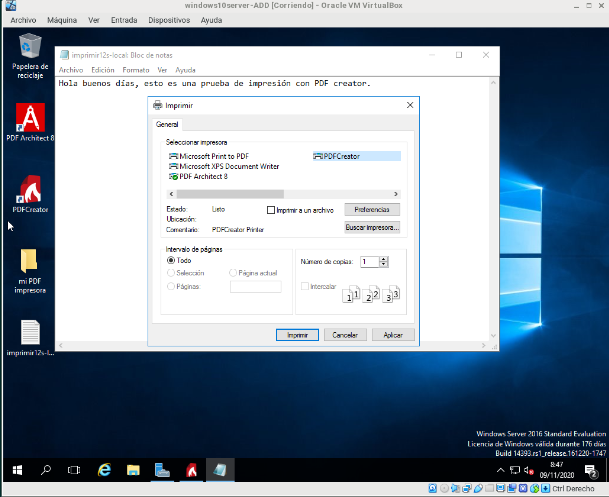 windows10server-ADD [Corriendo] - Oracle VM VirtualBox
Archivo Máquina Ver Entrada Dispositivos Ayuda
Papelera de
reciclaje
PDF Architect 8
PDFCreator
mi PDF
impresora
imprimir12s-l...
imprimir12s-local: Bloc de notas
Archivo Edición Formato Ver Ayuda
Hola buenos días, esto es una prueba de impresión con PDF creator.
Imprimir
General
Seleccionar impresora
Microsoft Print to PDF
PDFCreator
Microsoft XPS Document Writer
PDF Architect 8
Estado: Listo
Imprimir a un archivo
Preferencias
Ubicación:
Comentario: PDFCreator Printer
Buscar impresora...
Intervalo de páginas
Todo
Selección
Página actual
Páginas:
Número de copias: 1
Intercalar
1 1 2 2 3 3
Imprimir Cancelar Aplicar
Windows Server 2016 Standard Evaluation
Licencia de Windows válida durante 176 días
Build 14393.rs1_release.161220-1747
8:47
09/11/2020
2
Ctrl Derecho